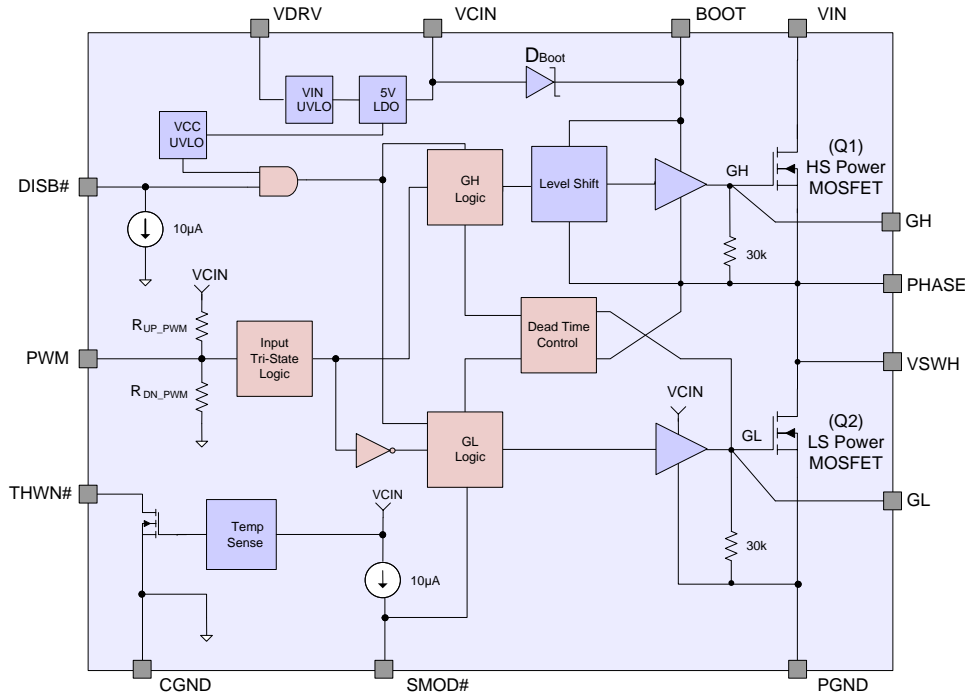 VDRV
VCIN
BOOT
VIN
DBoot
VIN
UVLO
5V
LDO
VCC
UVLO
(Q1)
HS Power
MOSFET
DISB#
GH
Logic
Level Shift
GH
10µA
30k
GH
VCIN
PHASE
RUP_PWM
Dead Time
Control
Input
Tri-State
Logic
PWM
VSWH
RDN_PWM
VCIN
(Q2)
LS Power
MOSFET
GL
Logic
GL
THWN#
VCIN
GL
Temp
Sense
30k
10µA
CGND
SMOD#
PGND